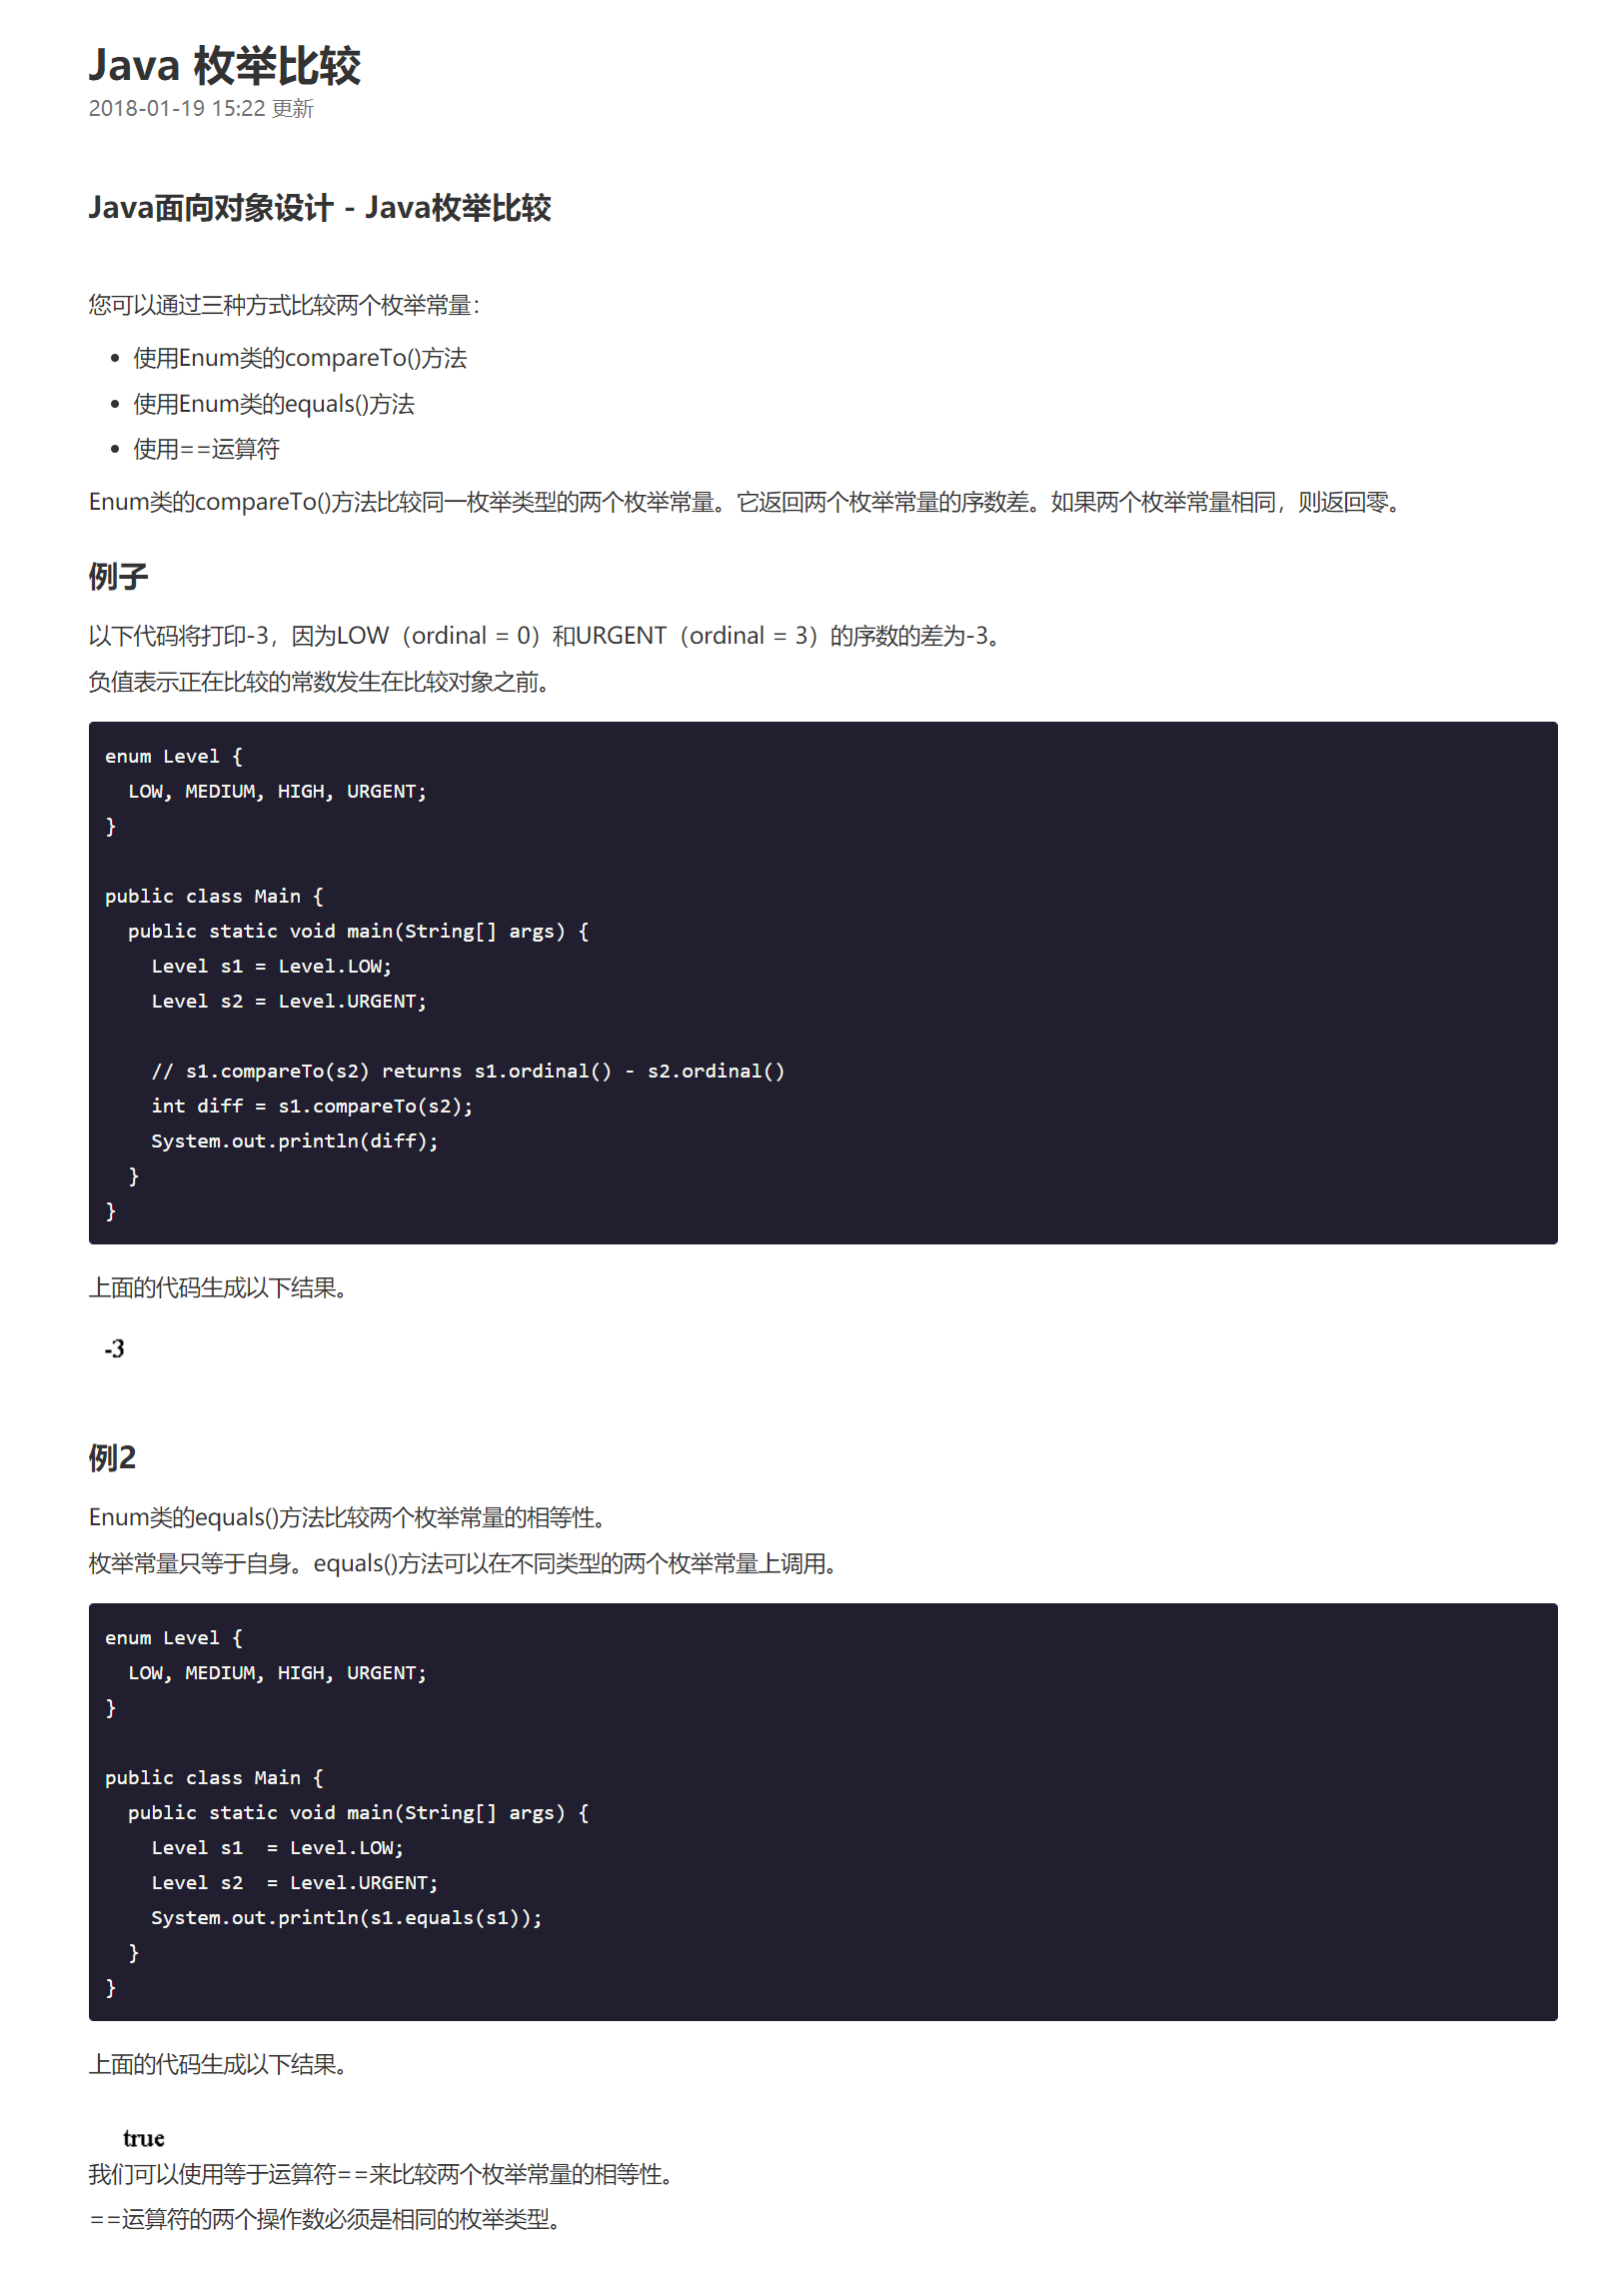 Java 枚举比较
2018-01-19 15:22 更新
Java面向对象设计 - Java枚举比较
您可以通过三种方式比较两个枚举常量：
• 使用Enum类的compareTo()方法
• 使用Enum类的equals()方法
• 使用==运算符
Enum类的compareTo()方法比较同一枚举类型的两个枚举常量。它返回两个枚举常量的序数差。如果两个枚举常量相同，则返回零。
例子
以下代码将打印-3，因为LOW（ordinal = 0）和URGENT（ordinal = 3）的序数的差为-3。
负值表示正在比较的常数发生在比较对象之前。
enum Level {
  LOW, MEDIUM, HIGH, URGENT;
}

public class Main {
  public static void main(String[] args) {
    Level s1 = Level.LOW;
    Level s2 = Level.URGENT;

    // s1.compareTo(s2) returns s1.ordinal() - s2.ordinal()
    int diff = s1.compareTo(s2);
    System.out.println(diff);
  }
}
上面的代码生成以下结果。
-3
例2
Enum类的equals()方法比较两个枚举常量的相等性。
枚举常量只等于自身。equals()方法可以在不同类型的两个枚举常量上调用。
enum Level {
  LOW, MEDIUM, HIGH, URGENT;
}

public class Main {
  public static void main(String[] args) {
    Level s1  = Level.LOW;
    Level s2  = Level.URGENT;
    System.out.println(s1.equals(s1));
  }
}
上面的代码生成以下结果。
true
我们可以使用等于运算符==来比较两个枚举常量的相等性。
==运算符的两个操作数必须是相同的枚举类型。